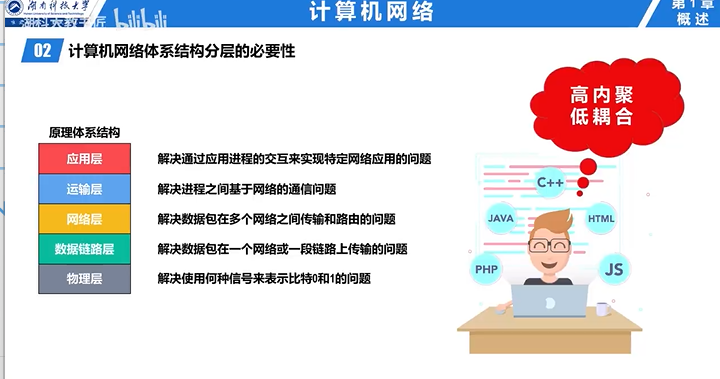 湖南科技大学
计算机网络
第1章
概述
bilibili
02 计算机网络体系结构分层的必要性
高内聚
低耦合
原理体系结构
应用层 解决通过应用进程的交互来实现特定网络应用的问题
运输层 解决进程之间基于网络的通信问题
网络层 解决数据包在多个网络之间传输和路由的问题
数据链路层 解决数据包在一个网络或一段链路上传输的问题
物理层 解决使用何种信号来表示比特0和1的问题
C++
JAVA
HTML
PHP
JS